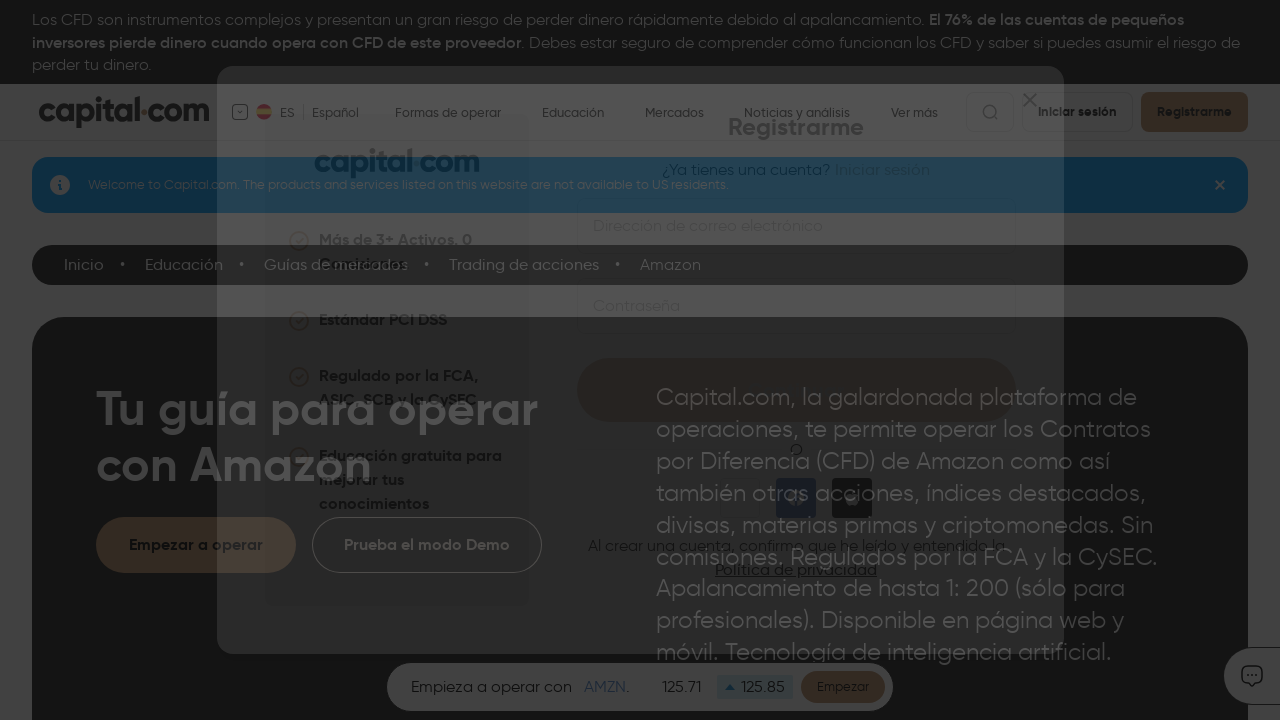 Los CFD son instrumentos complejos y presentan un gran riesgo de perder dinero rápidamente debido al apalancamiento. El 76% de las cuentas de pequeños
inversores pierde dinero cuando opera con CFD de este proveedor. Debes estar seguro de comprender cómo funcionan los CFD y saber si puedes asumir el riesgo de
perder tu dinero.
capital.com
ES
Español
Formas de operar
Educación
Mercados
Noticias y análisis
Ver más
Iniciar sesión
Registrarme
Welcome to Capital.com. The products and services listed on this website are not available to US residents.
Inicio • Educación • Guías de mercados • Trading de acciones • Amazon
Tu guía para operar
con Amazon
Empezar a operar
Prueba el modo Demo
Capital.com, la galardonada plataforma de
operaciones, te permite operar los Contratos
por Diferencia (CFD) de Amazon como así
también otras acciones, índices destacados,
divisas, materias primas y criptomonedas. Sin
comisiones. Regulados por la FCA y la CySEC.
Apalancamiento de hasta 1: 200 (sólo para
profesionales). Disponible en página web y
móvil. Tecnología de inteligencia artificial.
capital.com
Más de 3+ Activos, 0
Comisiones
Estándar PCI DSS
Regulado por la FCA,
ASIC, SCB y la CySEC
Educación gratuita para
mejorar tus
conocimientos
Registrarme
¿Ya tienes una cuenta? Iniciar sesión
Dirección de correo electrónico
Contraseña
Al crear una cuenta, confirmo que he leído y entendido la
Política de privacidad
Empieza a operar con AMZN.
125.71
125.85
Empezar